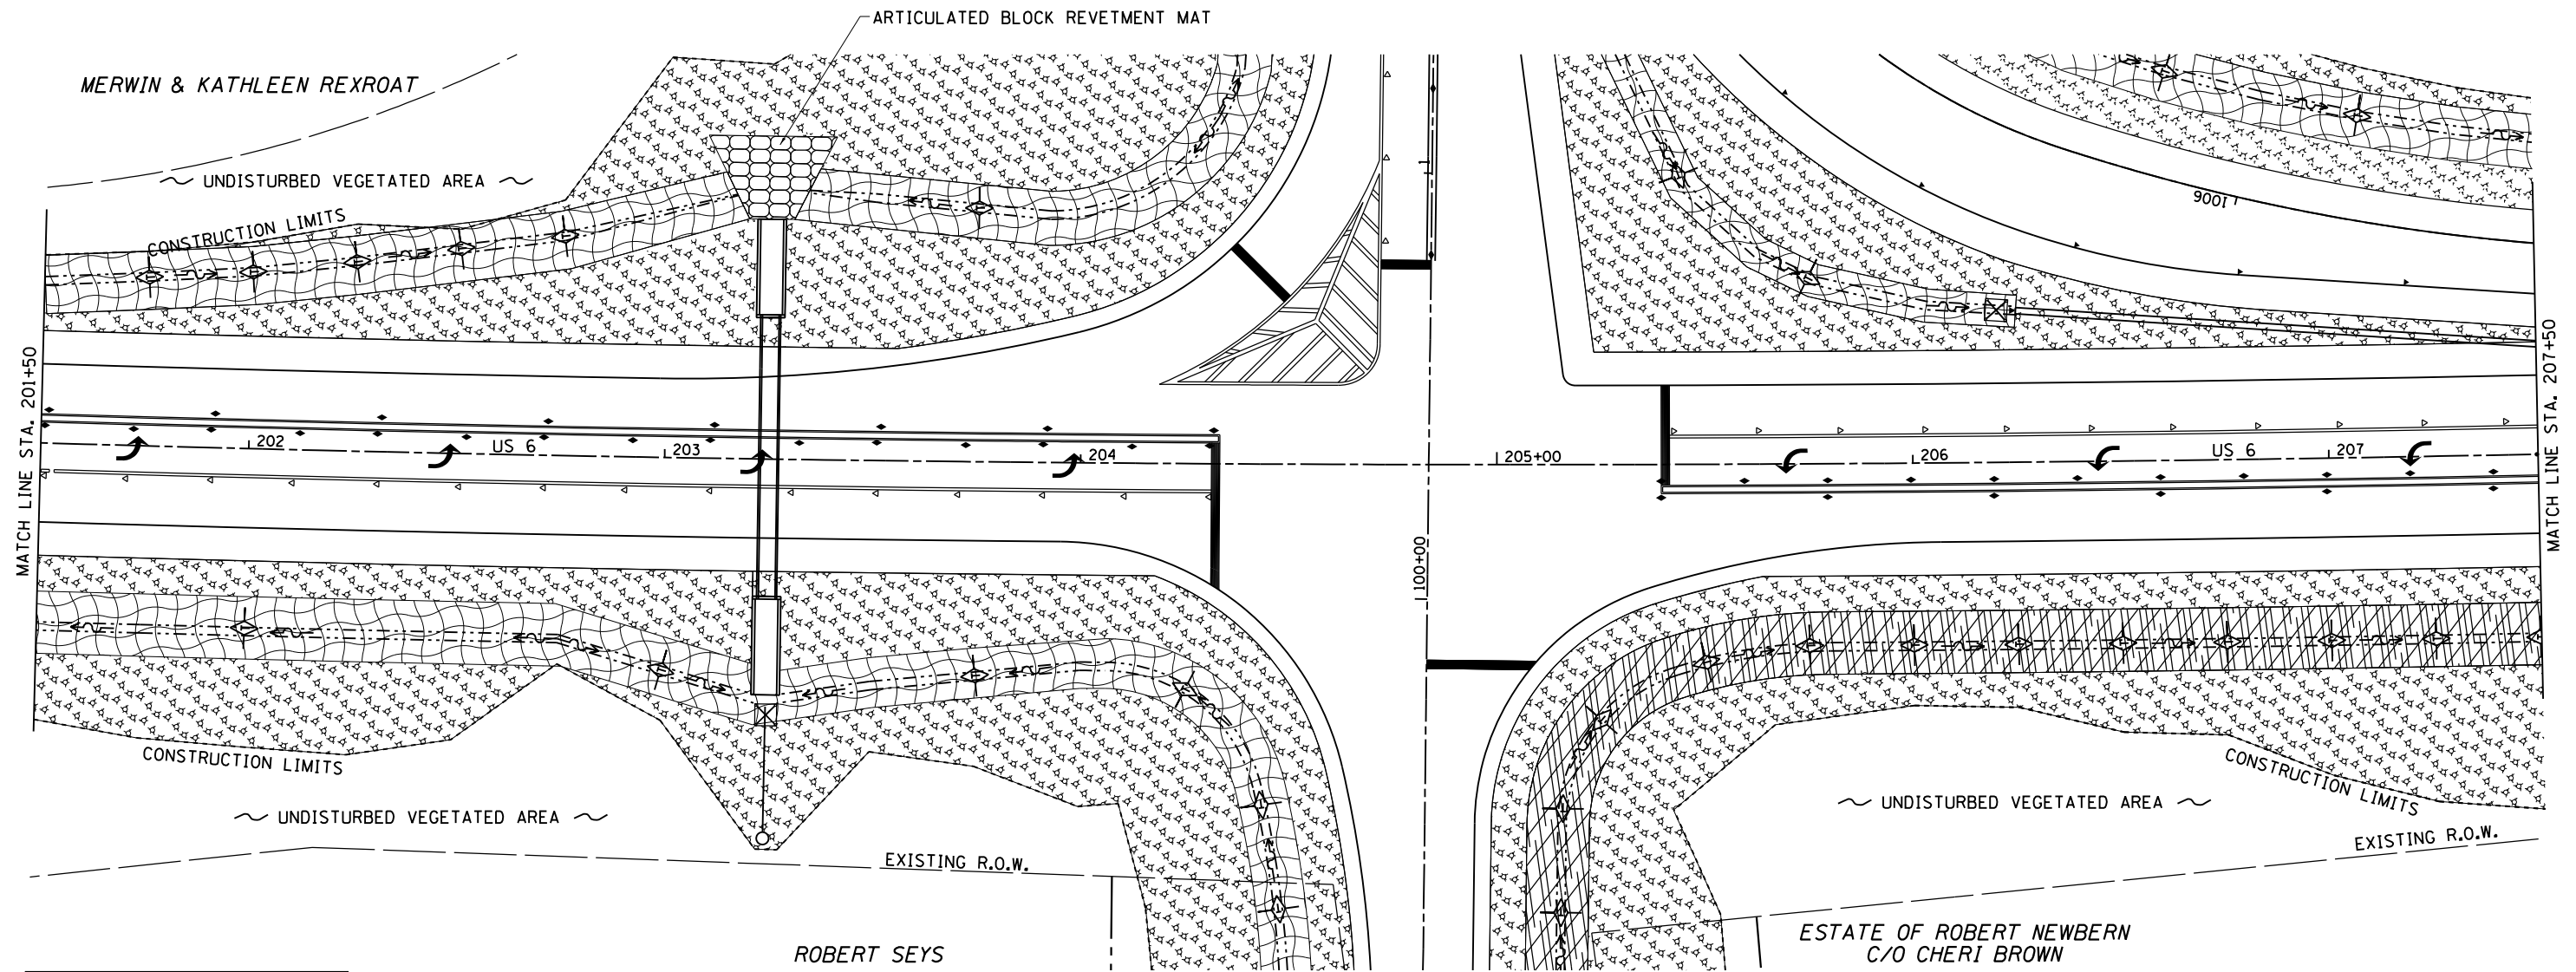 ARTICULATED BLOCK REVETMENT MAT
MERWIN & KATHLEEN REXROAT
UNDISTURBED VEGETATED AREA
CONSTRUCTION LIMITS
1006
MATCH LINE STA. 201+50
MATCH LINE STA. 207+50
202
US 6
203
204
205+00
206
US 6
207
1100+00
CONSTRUCTION LIMITS
UNDISTURBED VEGETATED AREA
EXISTING R.O.W.
ROBERT SEYS
CONSTRUCTION LIMITS
UNDISTURBED VEGETATED AREA
EXISTING R.O.W.
ESTATE OF ROBERT NEWBERN
C/O CHERI BROWN